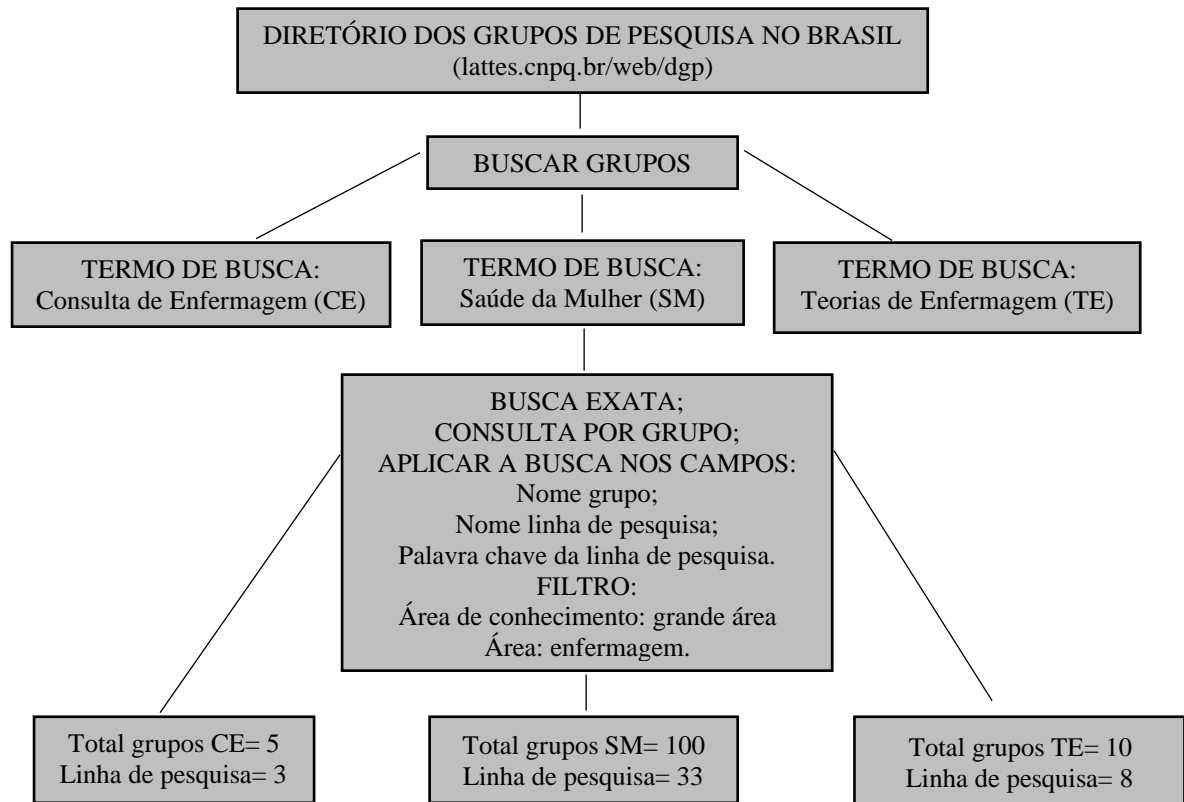 DIRETÓRIO DOS GRUPOS DE PESQUISA NO BRASIL
(lattes.cnpq.br/web/dgp)
BUSCAR GRUPOS
TERMO DE BUSCA:
Consulta de Enfermagem (CE)
TERMO DE BUSCA:
Saúde da Mulher (SM)
TERMO DE BUSCA:
Teorias de Enfermagem (TE)
BUSCA EXATA;
CONSULTA POR GRUPO;
APLICAR A BUSCA NOS CAMPOS:
Nome grupo;
Nome linha de pesquisa;
Palavra chave da linha de pesquisa.
FILTRO:
Área de conhecimento: grande área
Área: enfermagem.
Total grupos CE= 5
Linha de pesquisa= 3
Total grupos SM= 100
Linha de pesquisa= 33
Total grupos TE= 10
Linha de pesquisa= 8